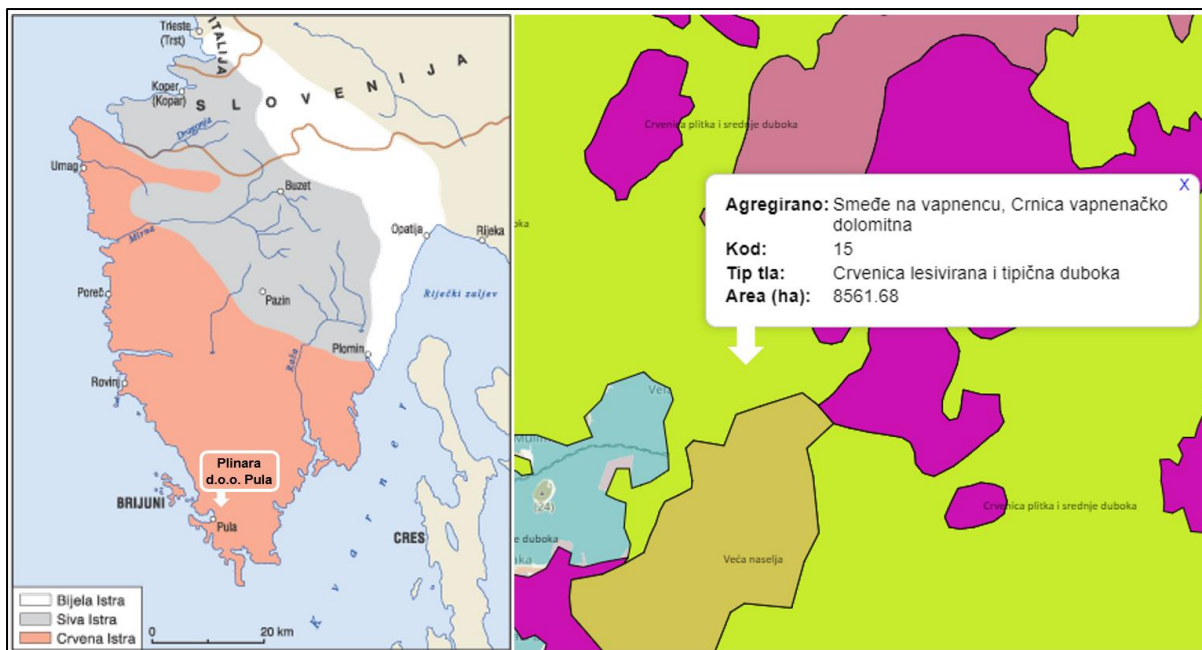 Trieste
(Trst)
ITALIJA
Koper
(Kopar)
SLOVENIJA
Dragonja
Umag
Buzet
Mirna
Opatija
Rijeka
Poreč
Pazin
Riječki zaljev
Plomin
Raša
Rovinj
Plinara
d.o.o. Pula
BRIJUNI
Pula
CRES
Kvarner
Bijela Istra
Siva Istra
Crvena Istra
0 20 km
Crvenica plitka i srednje duboka
X
Agregirano: Smeđe na vapnencu, Crnica vapnenačko
dolomitna
Kod: 15
Tip tla: Crvenica lesivirana i tipična duboka
Area (ha): 8561.68
oka
(24)
e duboka
aka
Veća naselja
Crvenica plitka i srednje duboka